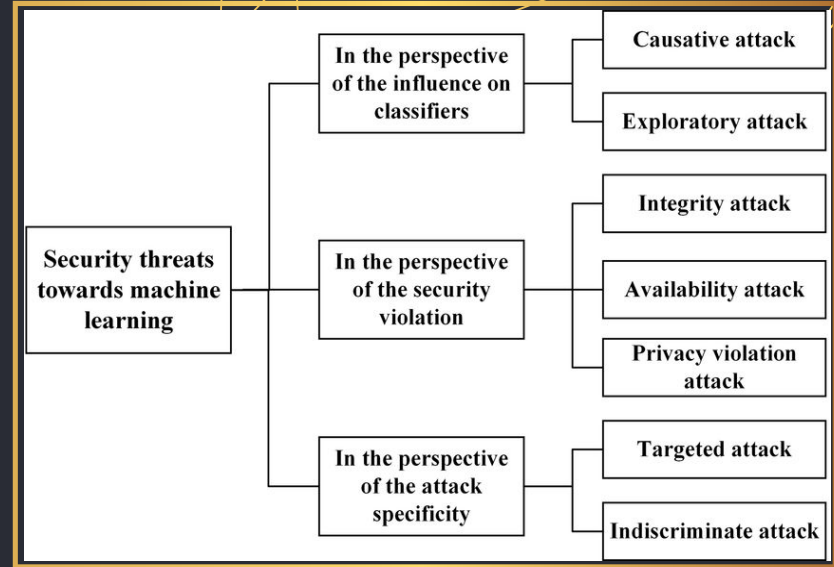 Security threats
towards machine
learning
In the perspective
of the influence on
classifiers
Causative attack
Exploratory attack
In the perspective
of the security
violation
Integrity attack
Availability attack
Privacy violation
attack
In the perspective
of the attack
specificity
Targeted attack
Indiscriminate attack